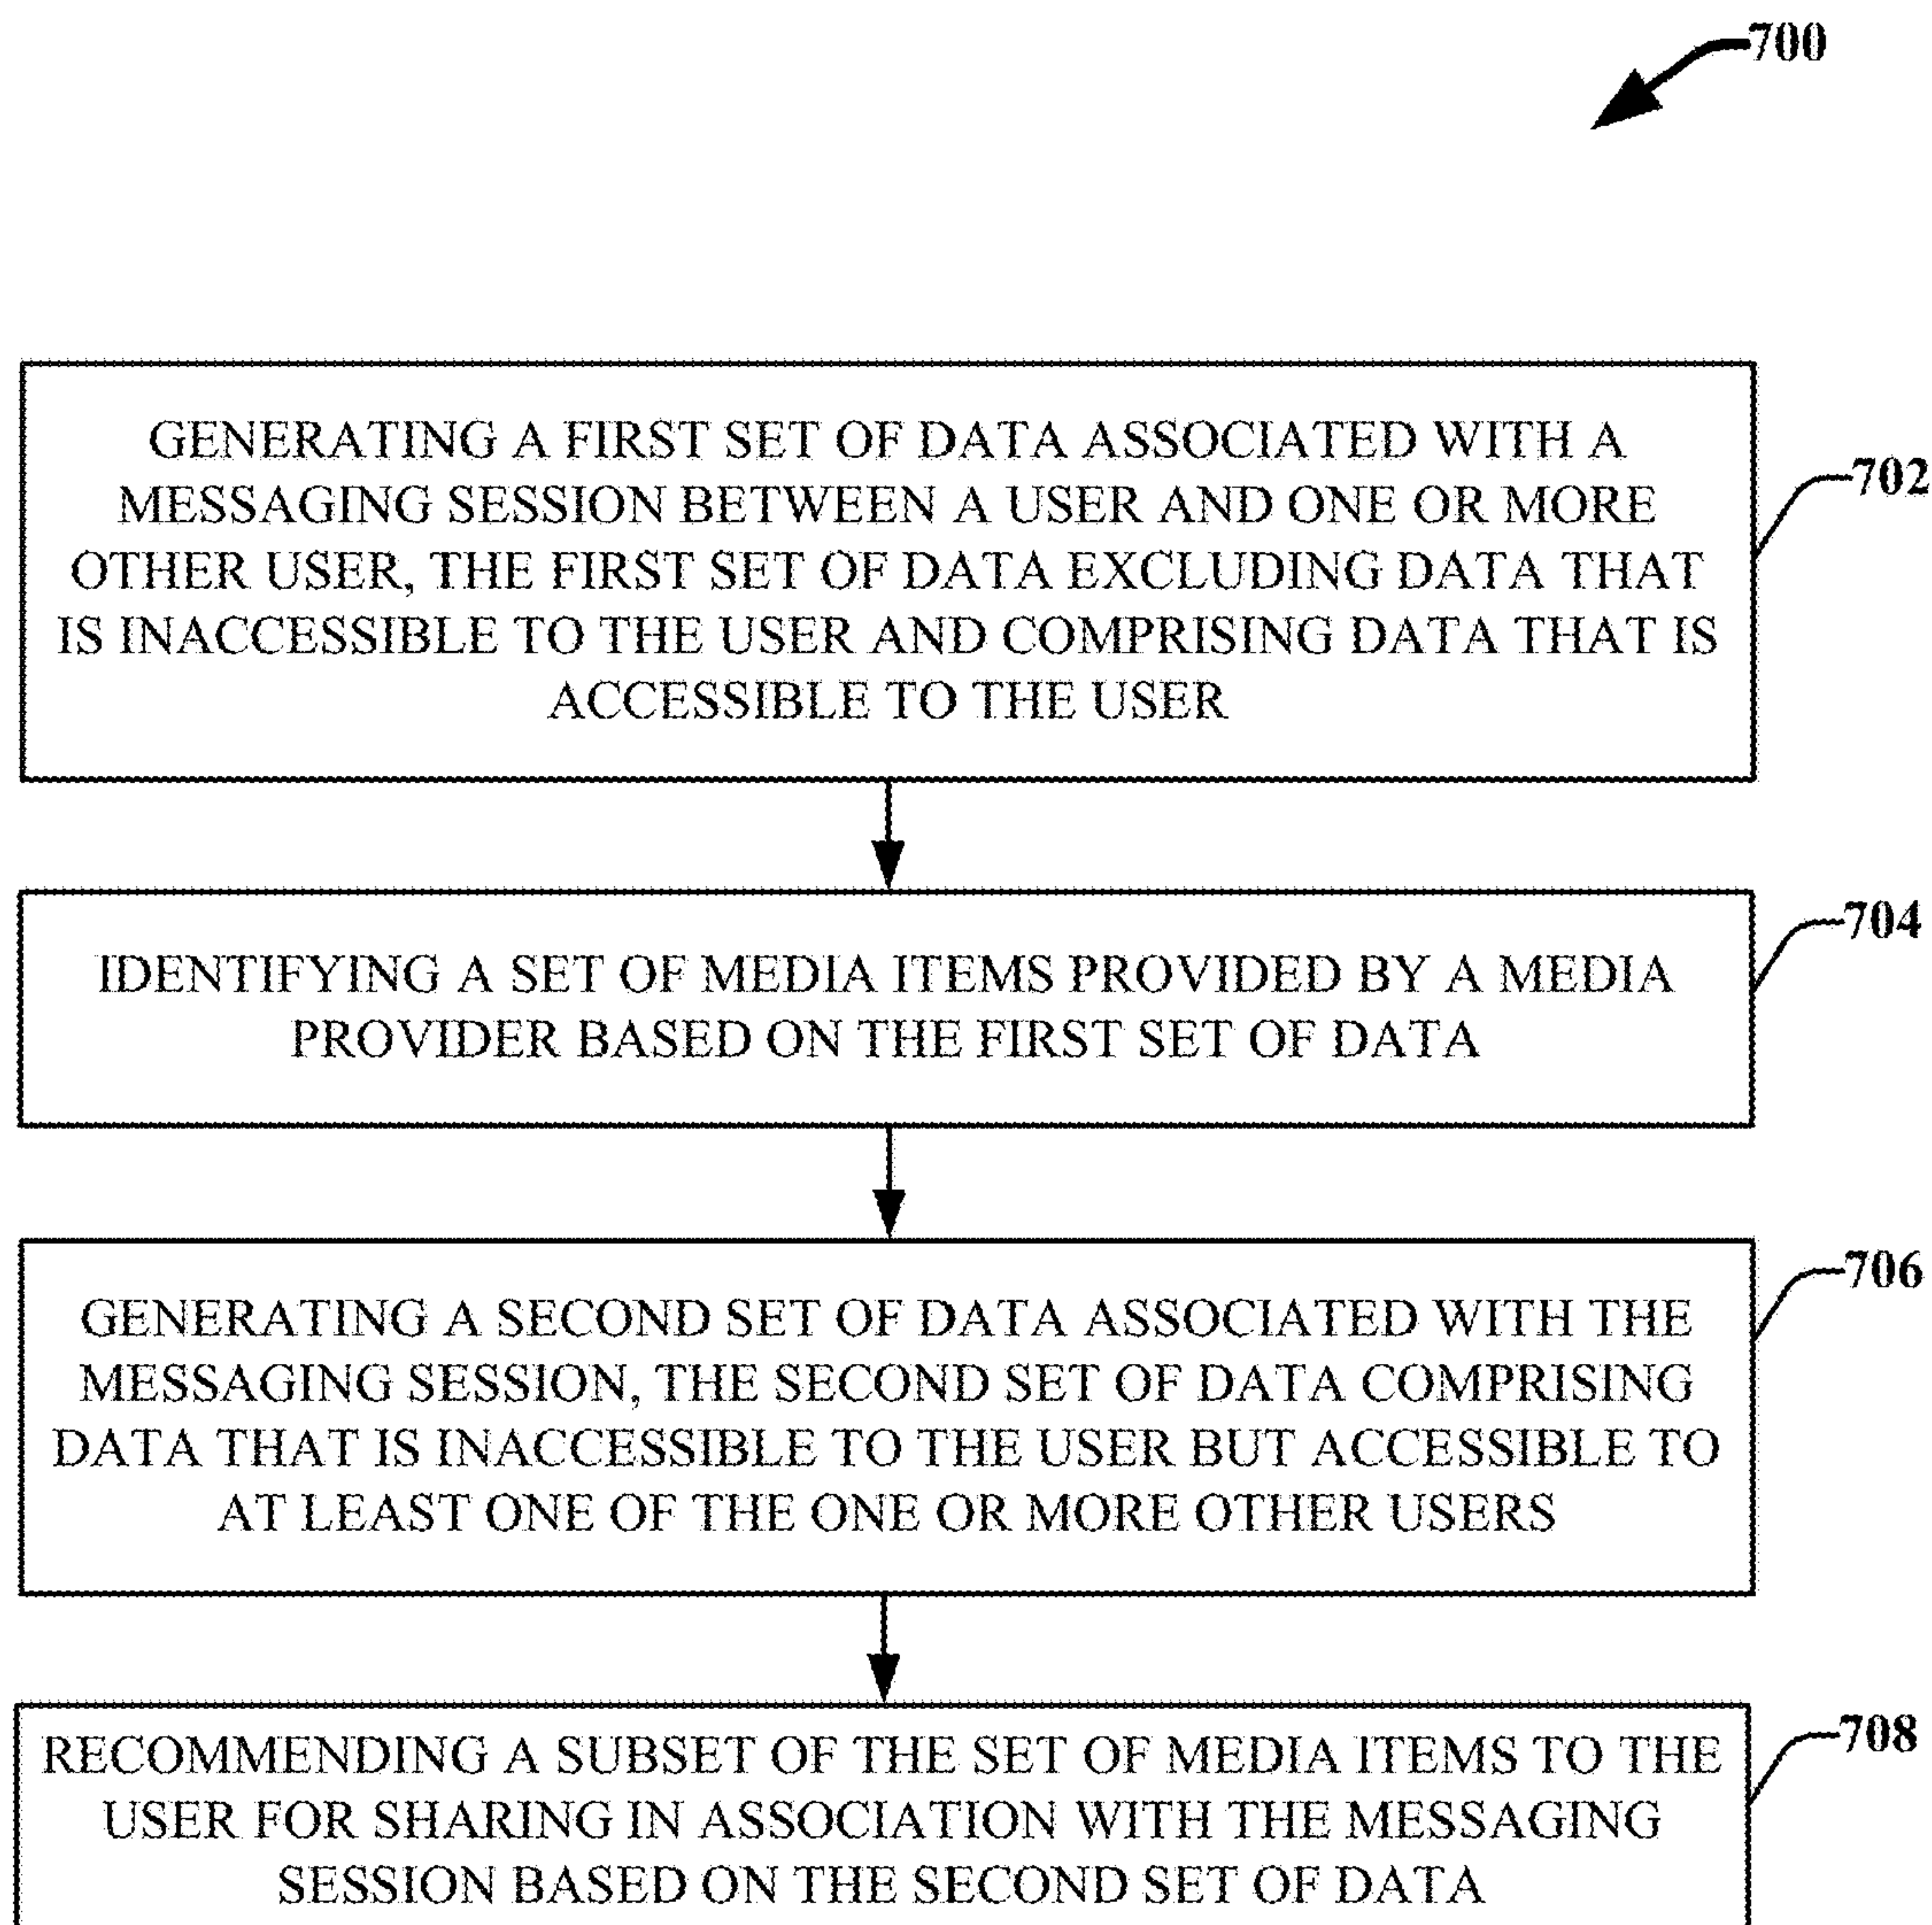 700
GENERATING A FIRST SET OF DATA ASSOCIATED WITH A
MESSAGING SESSION BETWEEN A USER AND ONE OR MORE
OTHER USER, THE FIRST SET OF DATA EXCLUDING DATA THAT
IS INACCESSIBLE TO THE USER AND COMPRISING DATA THAT IS
ACCESSIBLE TO THE USER
702
IDENTIFYING A SET OF MEDIA ITEMS PROVIDED BY A MEDIA
PROVIDER BASED ON THE FIRST SET OF DATA
704
GENERATING A SECOND SET OF DATA ASSOCIATED WITH THE
MESSAGING SESSION, THE SECOND SET OF DATA COMPRISING
DATA THAT IS INACCESSIBLE TO THE USER BUT ACCESSIBLE TO
AT LEAST ONE OF THE ONE OR MORE OTHER USERS
706
RECOMMENDING A SUBSET OF THE SET OF MEDIA ITEMS TO THE
USER FOR SHARING IN ASSOCIATION WITH THE MESSAGING
SESSION BASED ON THE SECOND SET OF DATA
708